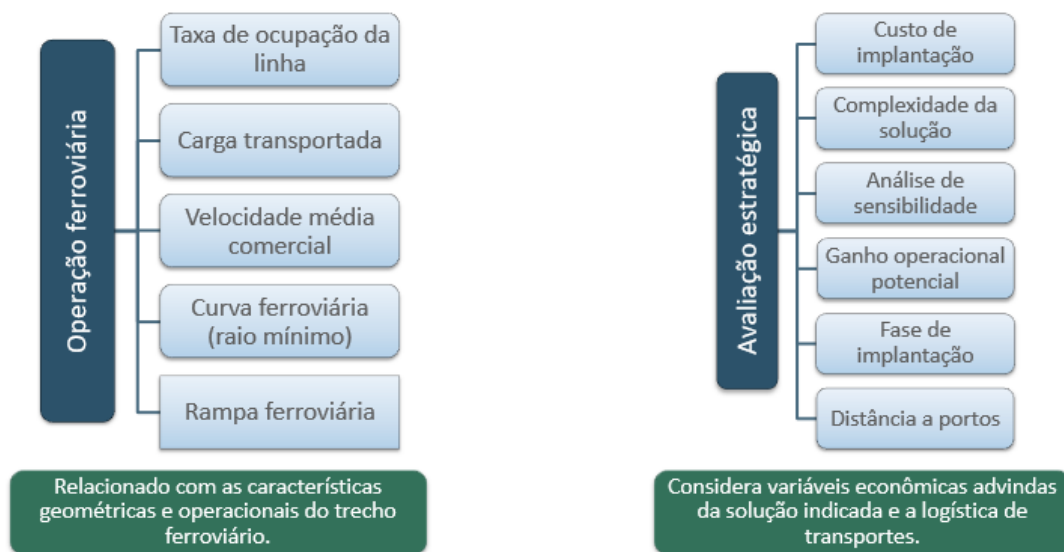 Operação ferroviária
Taxa de ocupação da
linha
Carga transportada
Velocidade média
comercial
Curva ferroviária
(raio mínimo)
Rampa ferroviária
Relacionado com as características
geométricas e operacionais do trecho
ferroviário.
Avaliação estratégica
Custo de
implantação
Complexidade da
solução
Análise de
sensibilidade
Ganho operacional
potencial
Fase de
implantação
Distância a portos
Considera variáveis econômicas advindas
da solução indicada e a logística de
transportes.